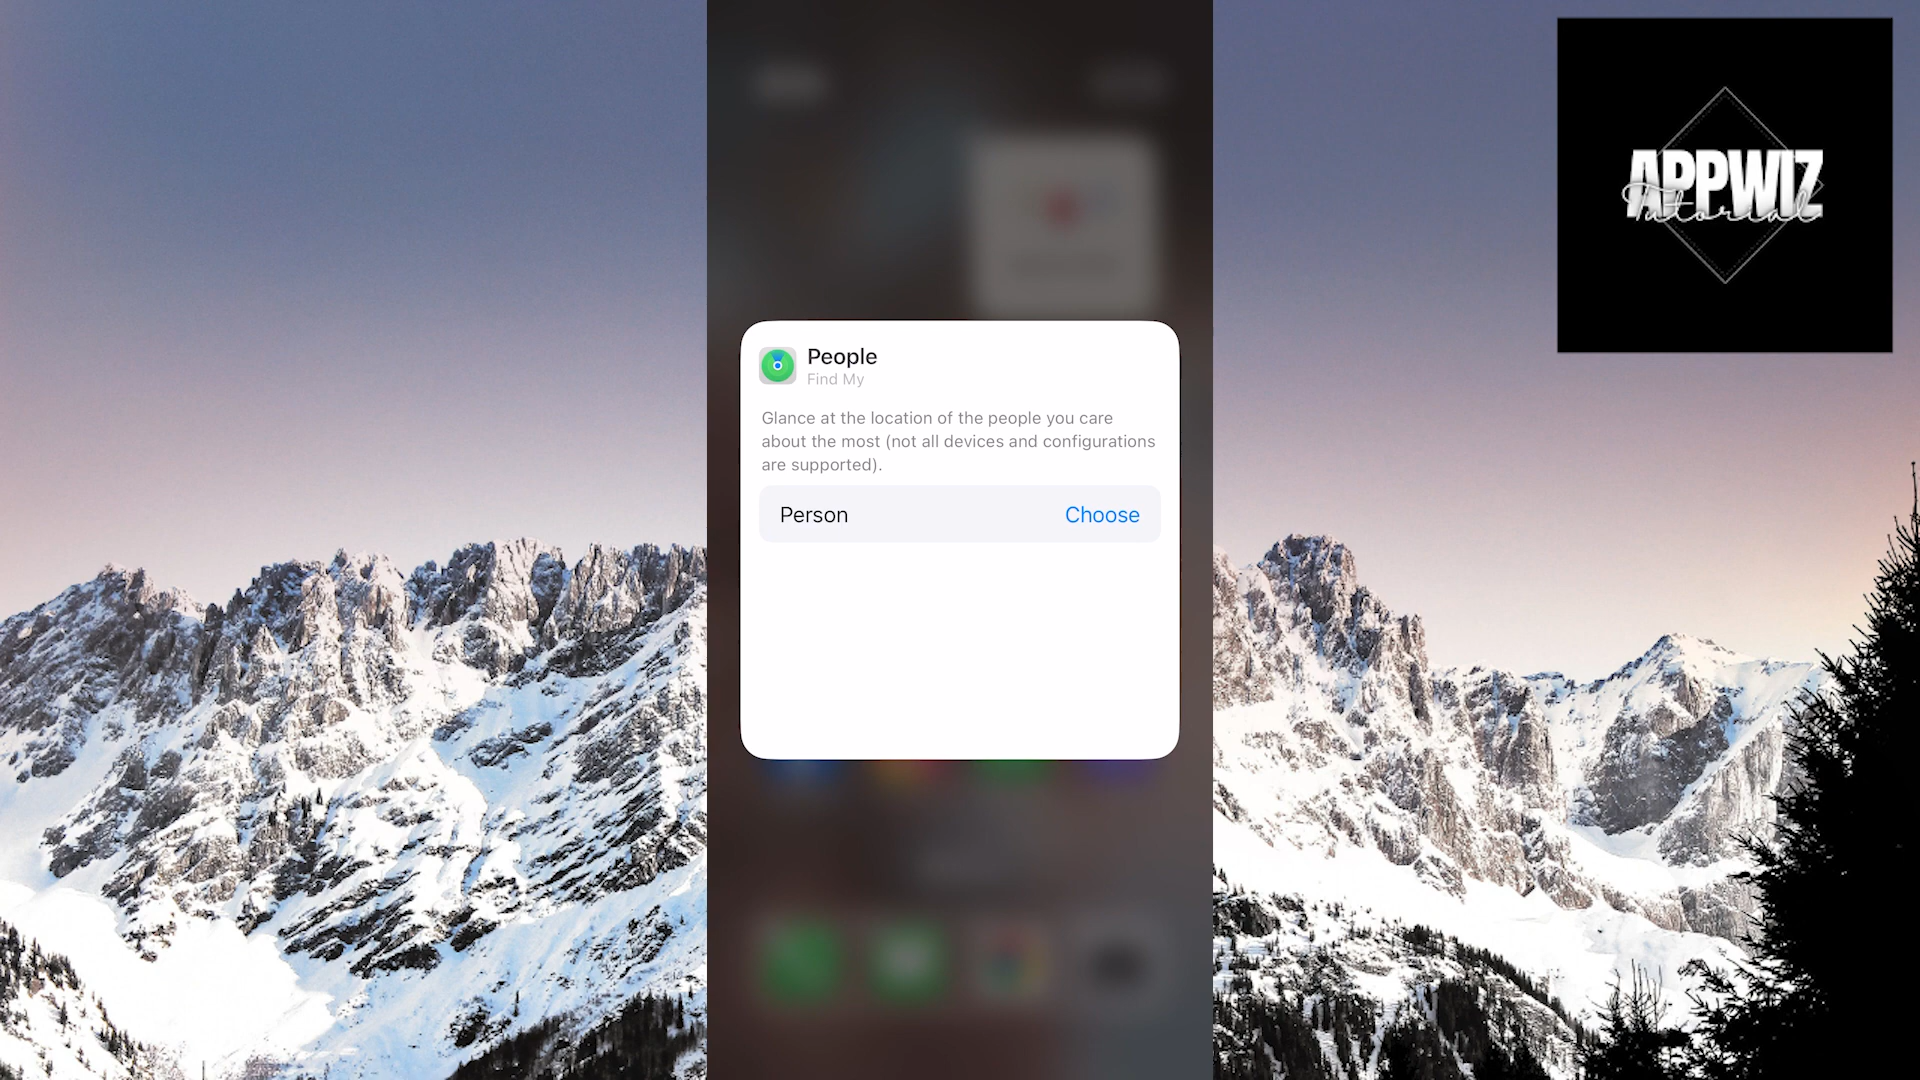 APPWIZ
Tutorial
People
Find My
Glance at the location of the people you care
about the most (not all devices and configurations
are supported).
Person Choose